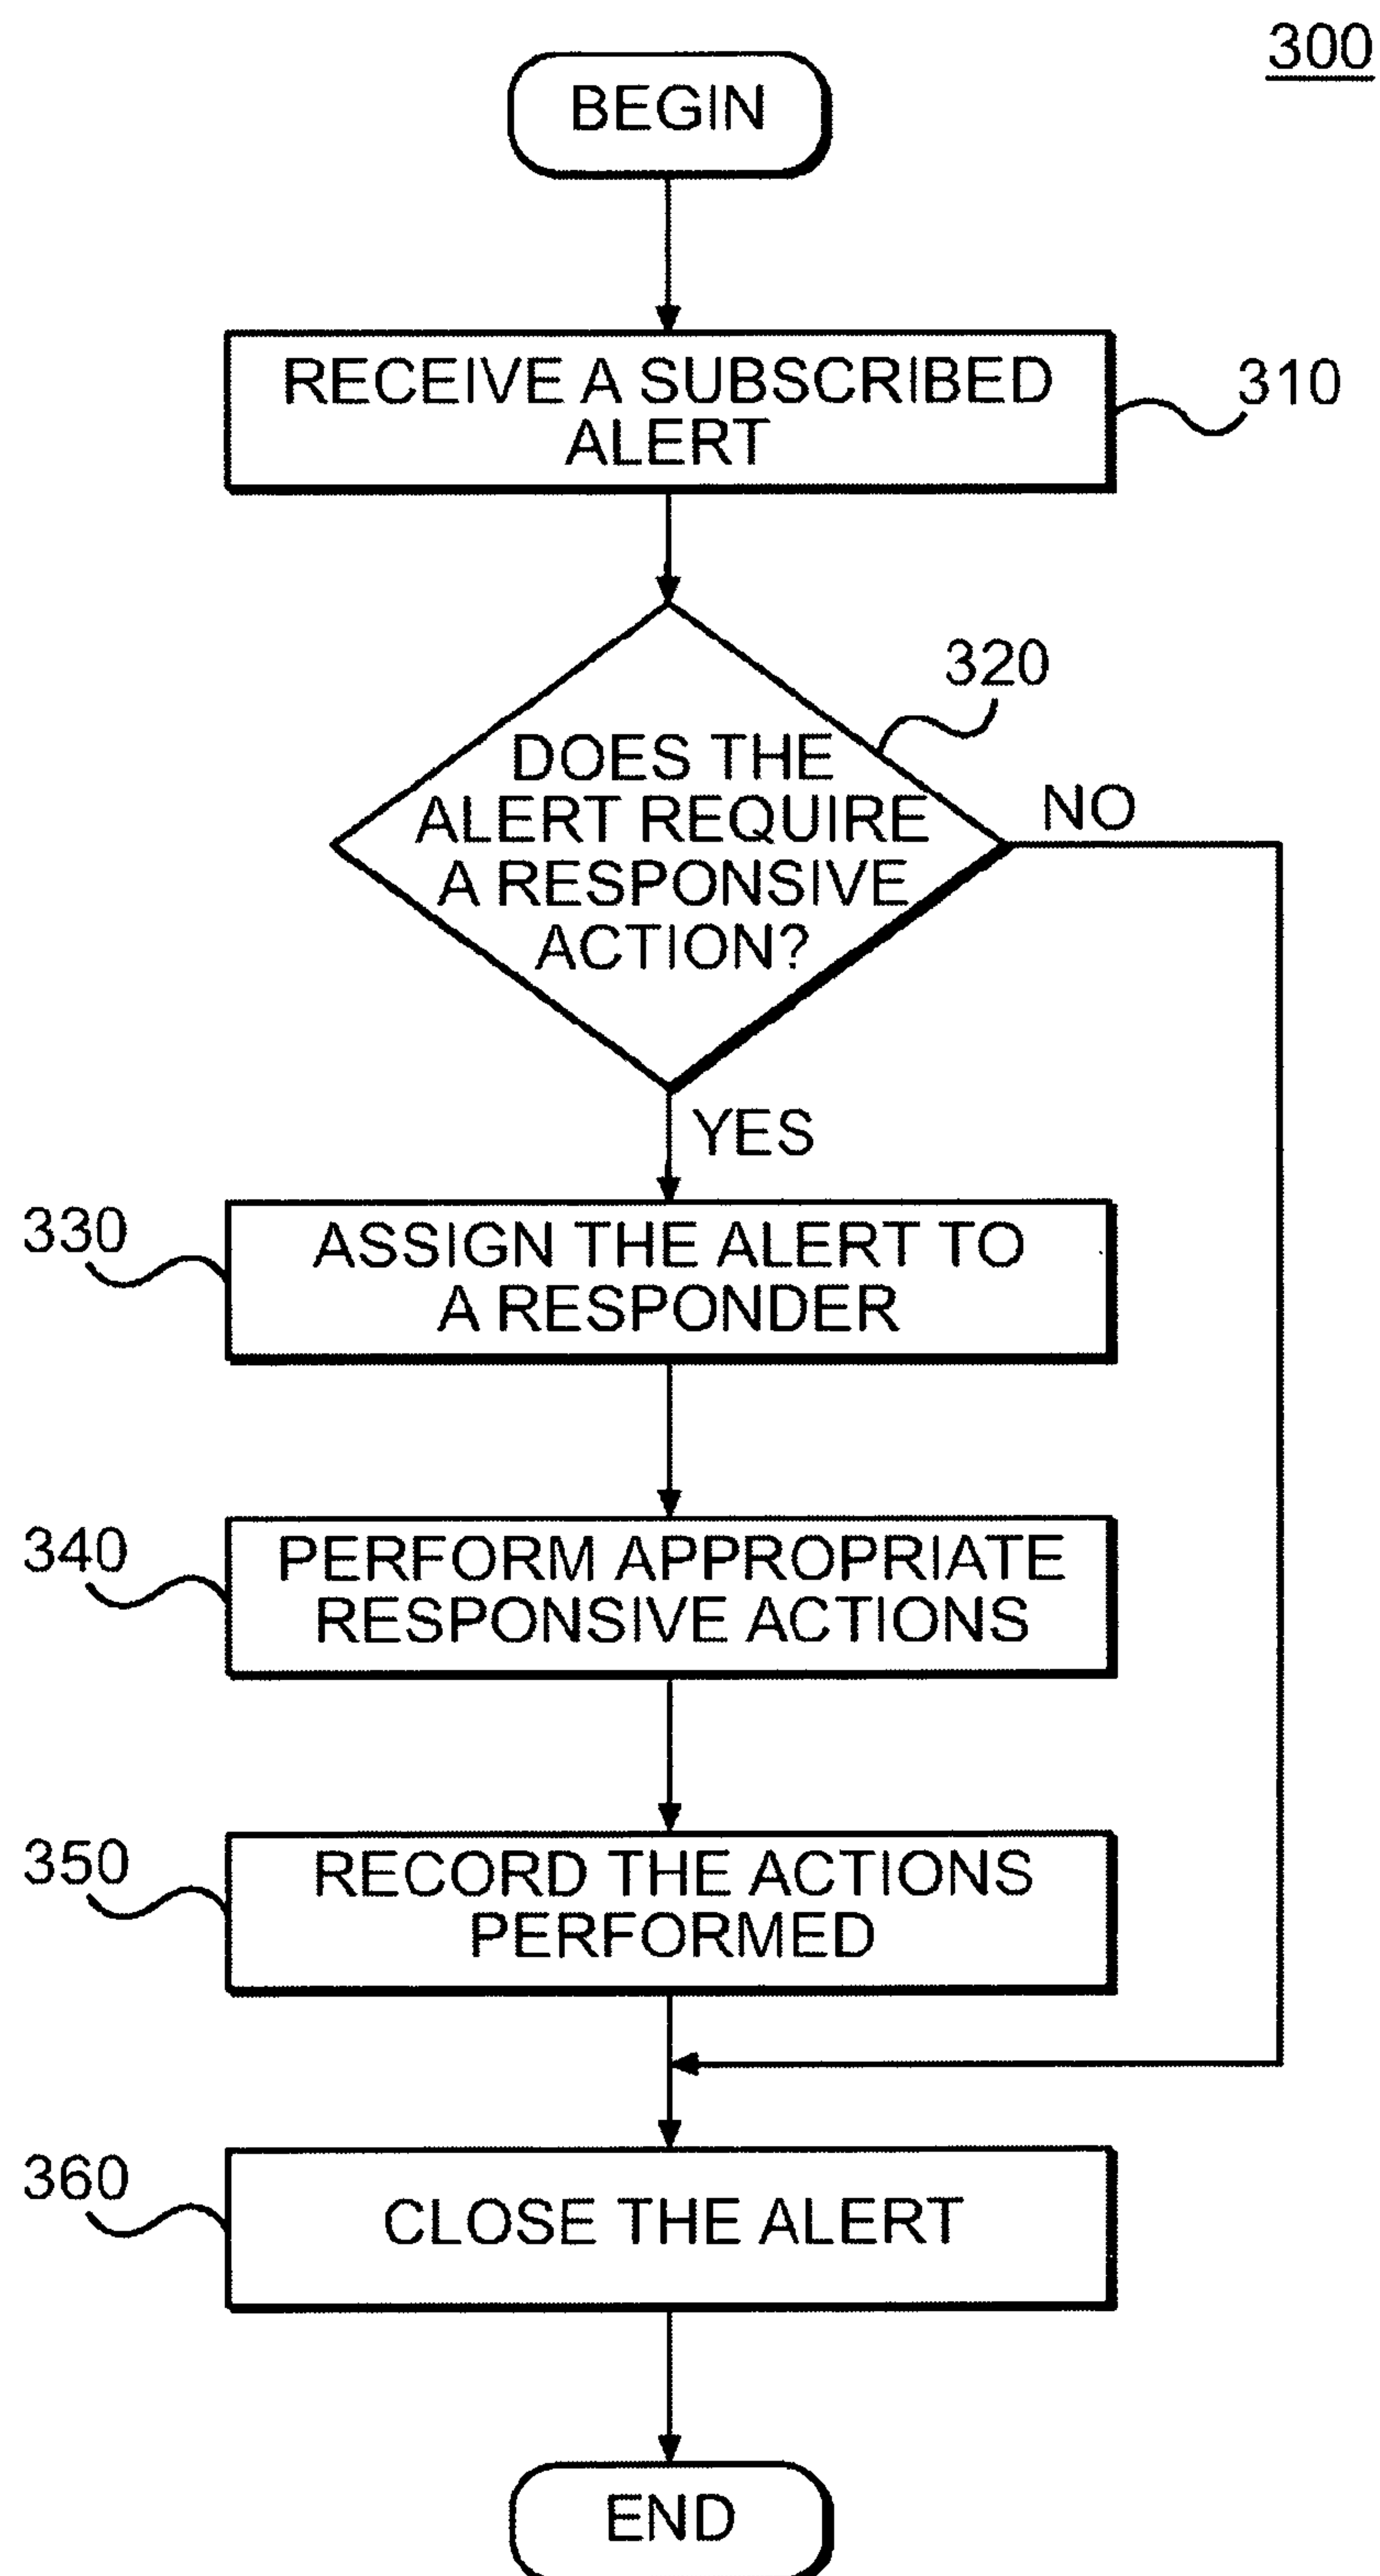 300
BEGIN
RECEIVE A SUBSCRIBED
ALERT
310
320
DOES THE
ALERT REQUIRE
A RESPONSIVE
ACTION?
NO
YES
330
ASSIGN THE ALERT TO
A RESPONDER
340
PERFORM APPROPRIATE
RESPONSIVE ACTIONS
350
RECORD THE ACTIONS
PERFORMED
360
CLOSE THE ALERT
END